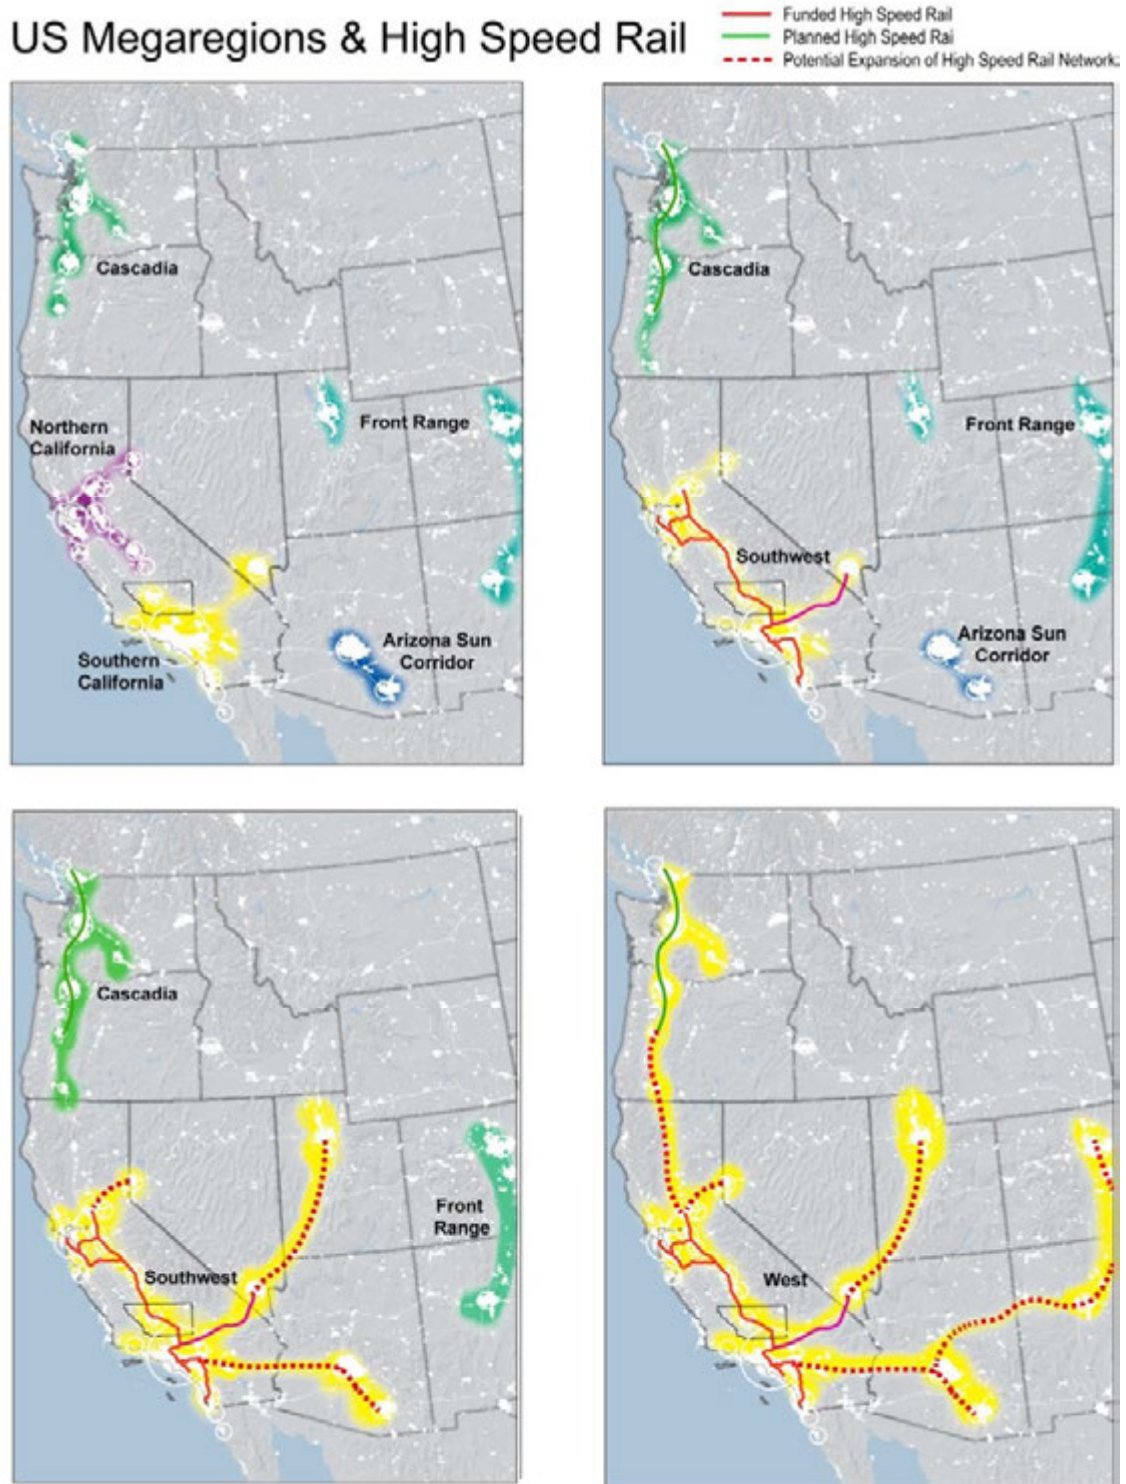 US Megaregions & High Speed Rail
Funded High Speed Rail
Planned High Speed Rai
Potential Expansion of High Speed Rail Network:
Cascadia
Northern
California
Front Range
Southern
California
Arizona Sun
Corridor
Cascadia
Front Range
Southwest
Arizona Sun
Corridor
Cascadia
Front
Range
Southwest
West